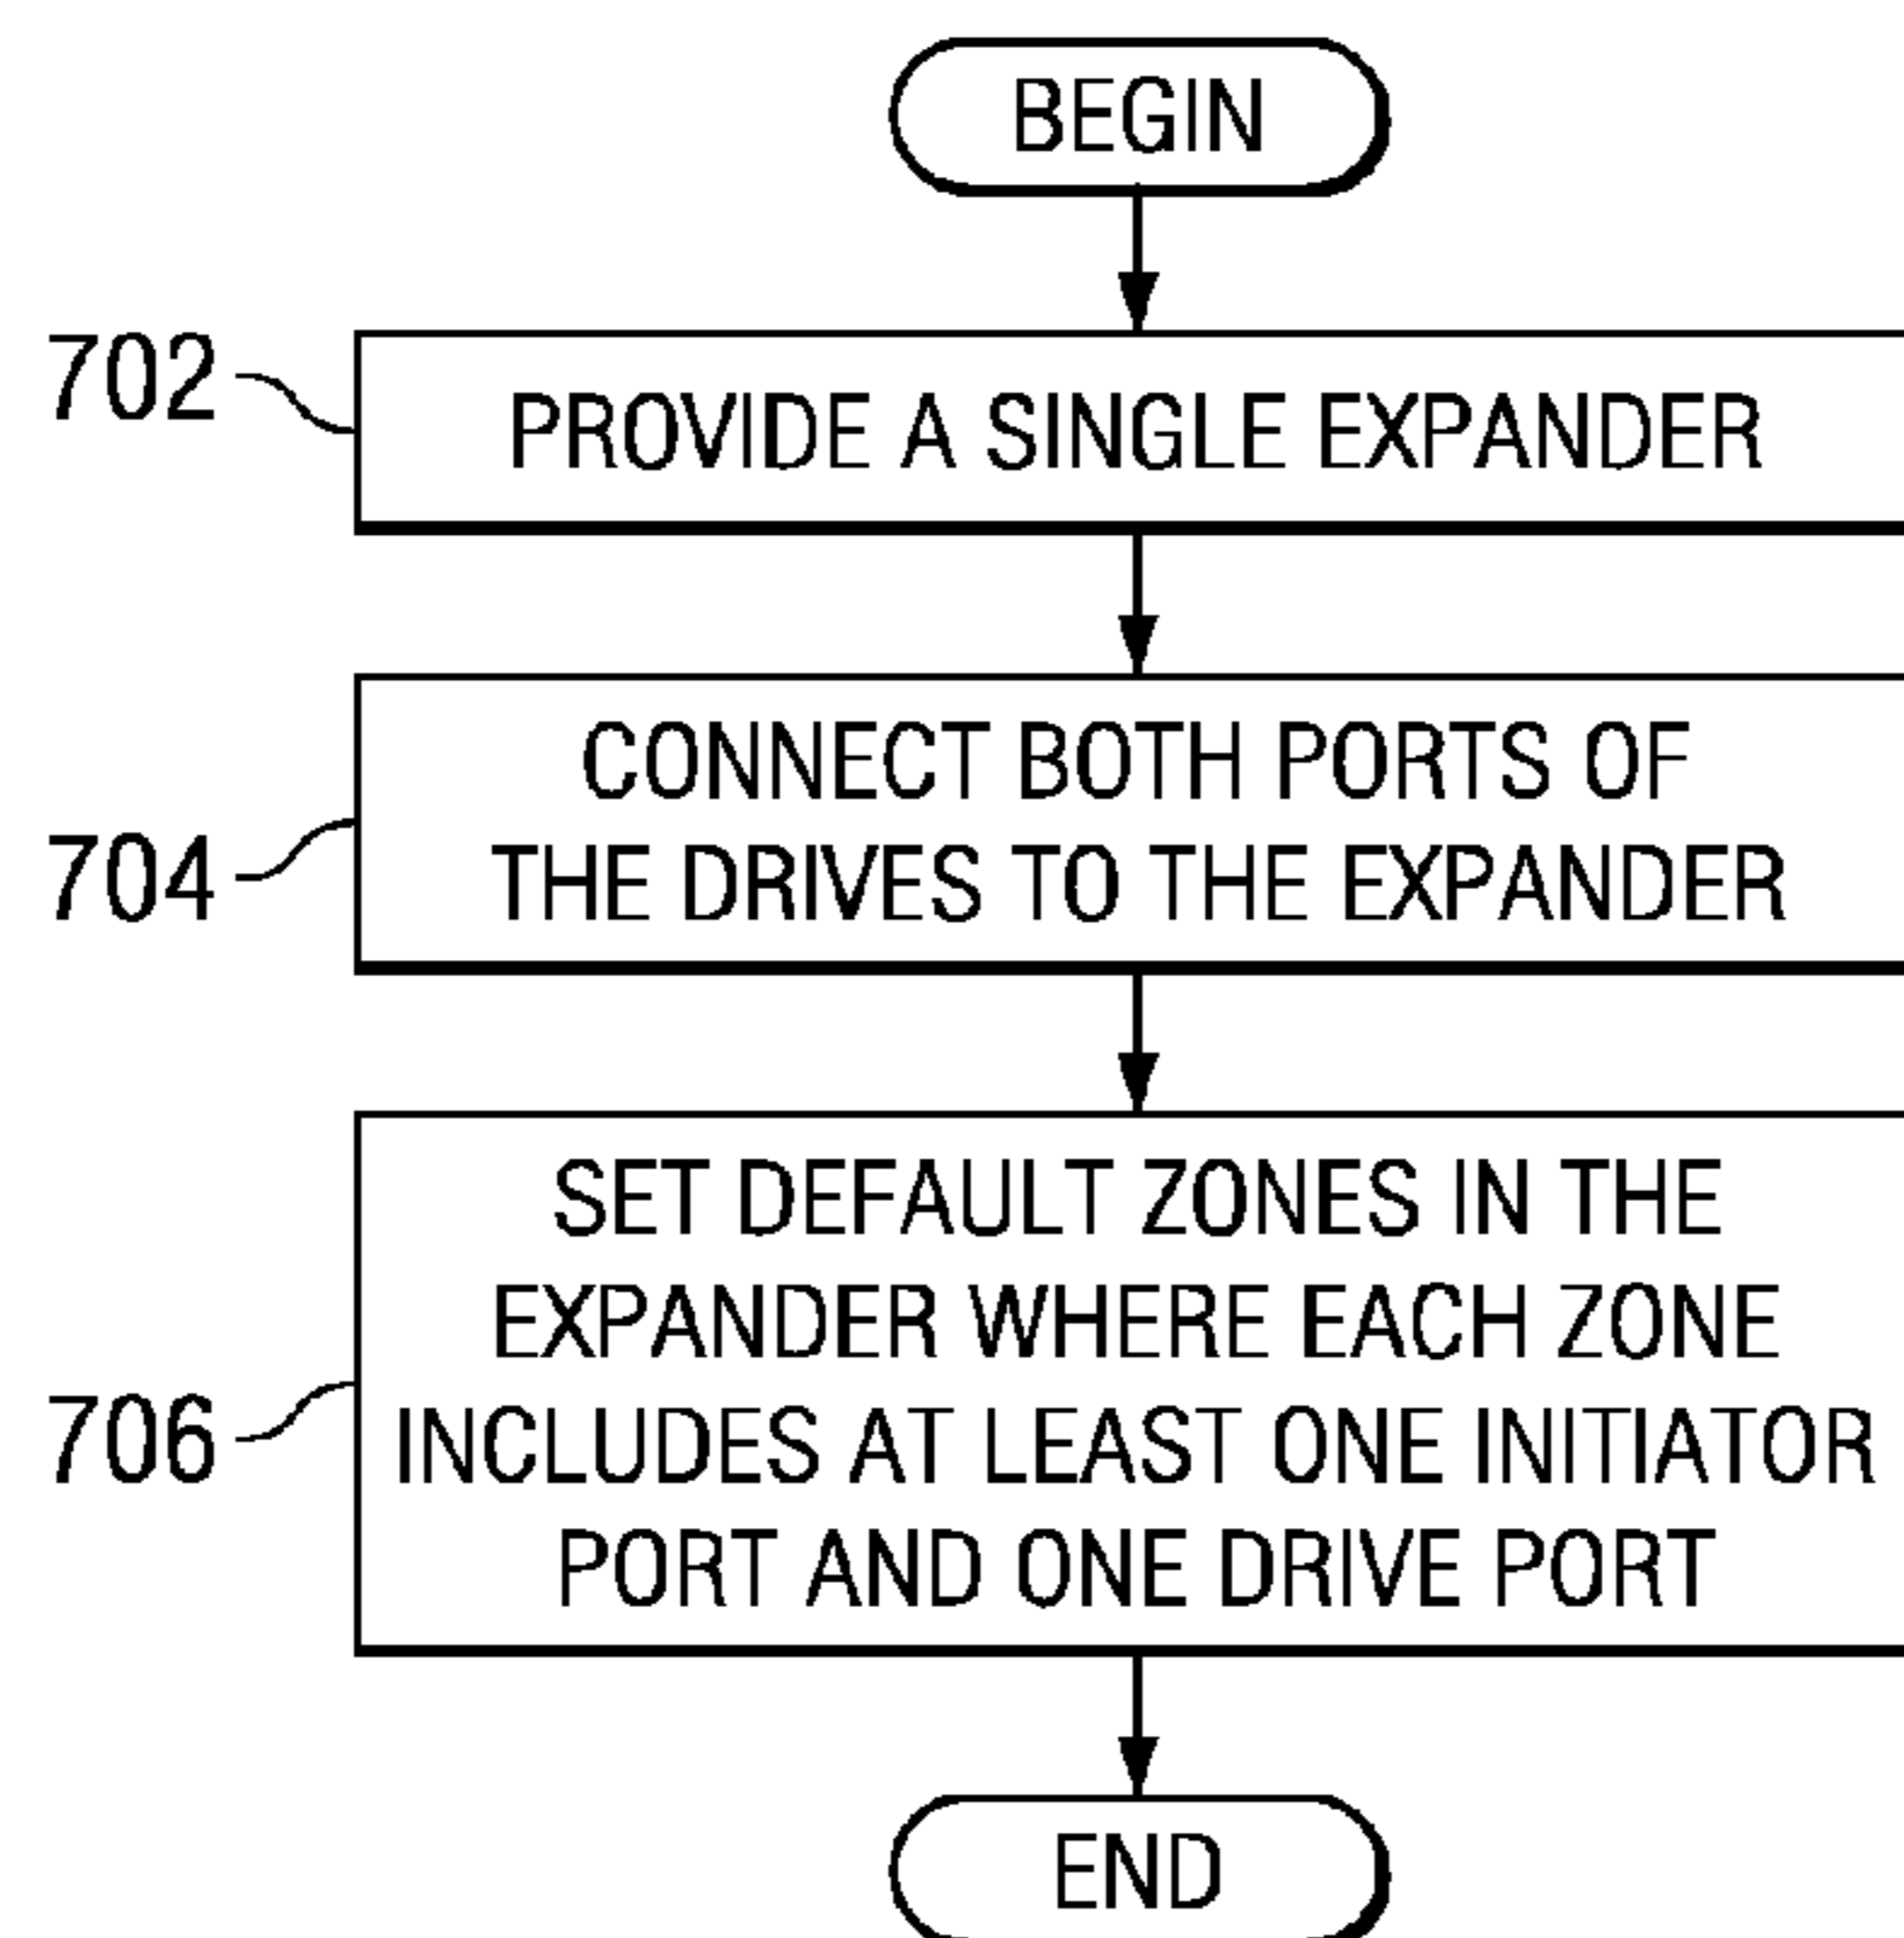 BEGIN
702
PROVIDE A SINGLE EXPANDER
704
CONNECT BOTH PORTS OF
THE DRIVES TO THE EXPANDER
706
SET DEFAULT ZONES IN THE
EXPANDER WHERE EACH ZONE
INCLUDES AT LEAST ONE INITIATOR
PORT AND ONE DRIVE PORT
END